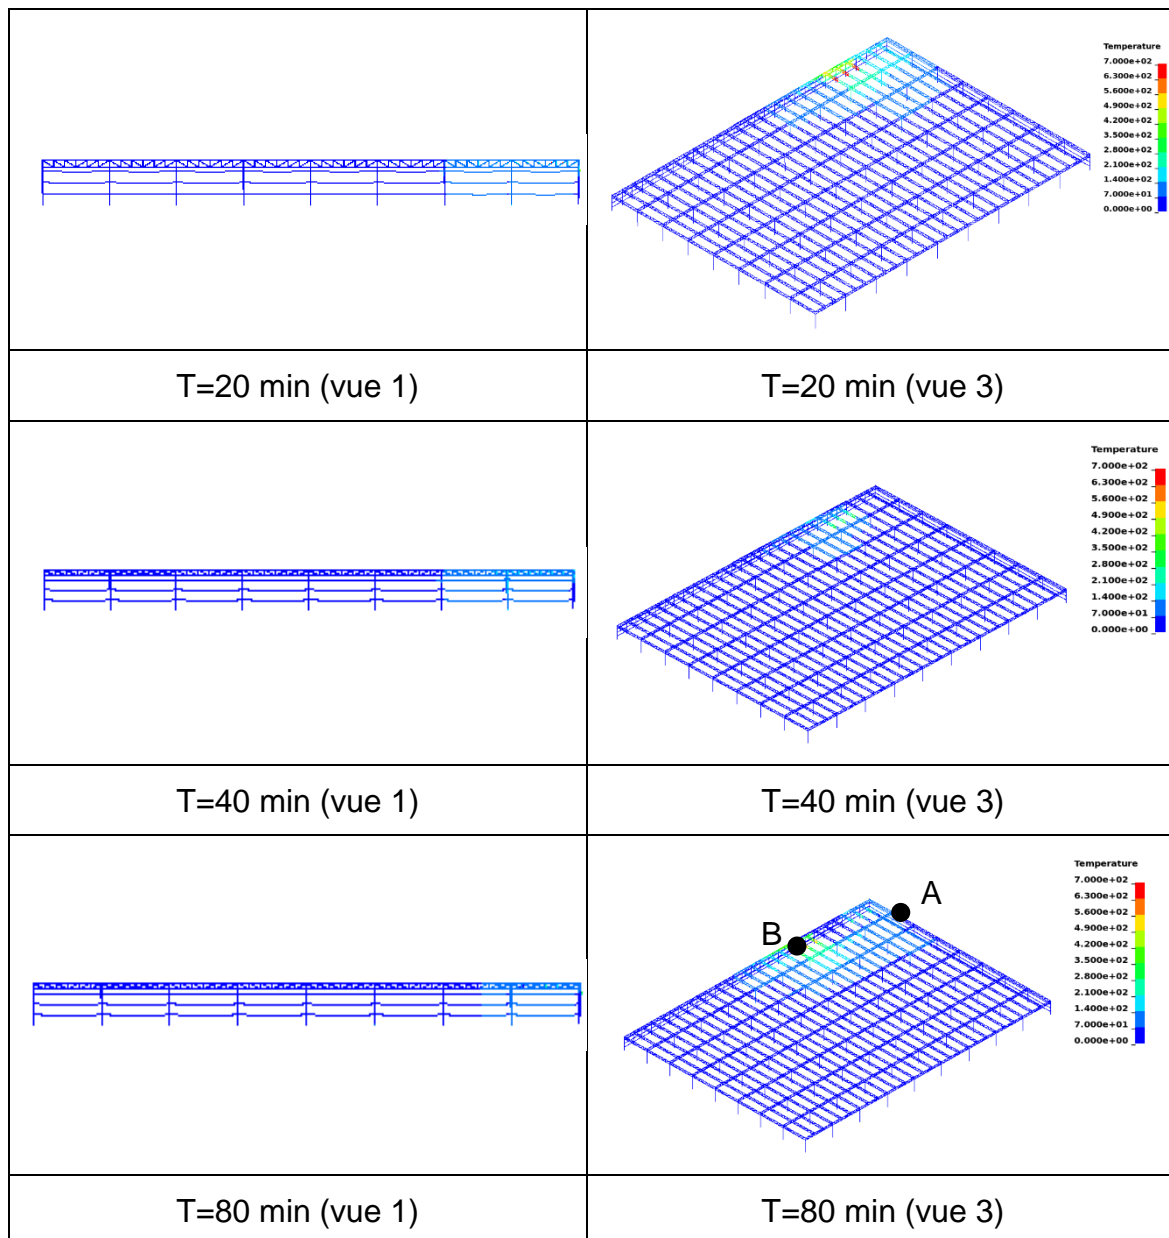 Temperature
7.000e+02
6.300e+02
5.600e+02
4.900e+02
4.200e+02
3.500e+02
2.800e+02
2.100e+02
1.400e+02
7.000e+01
0.000e+00
T=20 min (vue 1)
T=20 min (vue 3)
Temperature
7.000e+02
6.300e+02
5.600e+02
4.900e+02
4.200e+02
3.500e+02
2.800e+02
2.100e+02
1.400e+02
7.000e+01
0.000e+00
T=40 min (vue 1)
T=40 min (vue 3)
A
B
Temperature
7.000e+02
6.300e+02
5.600e+02
4.900e+02
4.200e+02
3.500e+02
2.800e+02
2.100e+02
1.400e+02
7.000e+01
0.000e+00
T=80 min (vue 1)
T=80 min (vue 3)